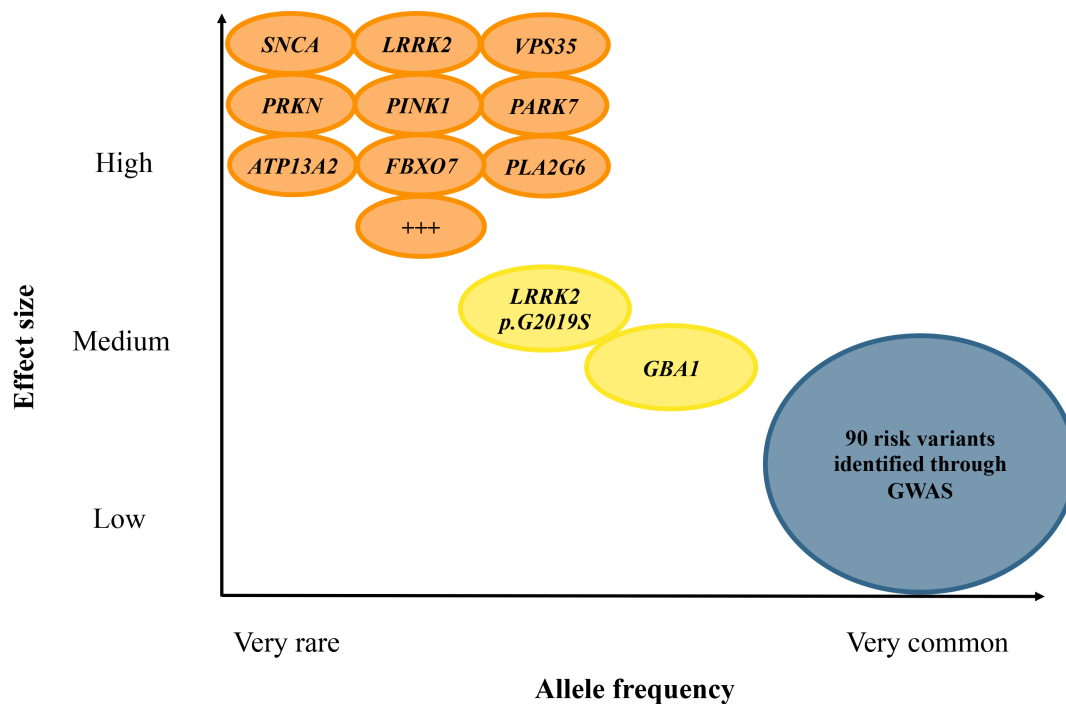 SNCA
LRRK2
VPS35
PRKN
PINK1
PARK7
High
ATP13A2
FBXO7
PLA2G6
+++
Effect size
Medium
LRRK2
p.G2019S
GBA1
90 risk variants
identified through
GWAS
Low
Very rare
Very common
Allele frequency